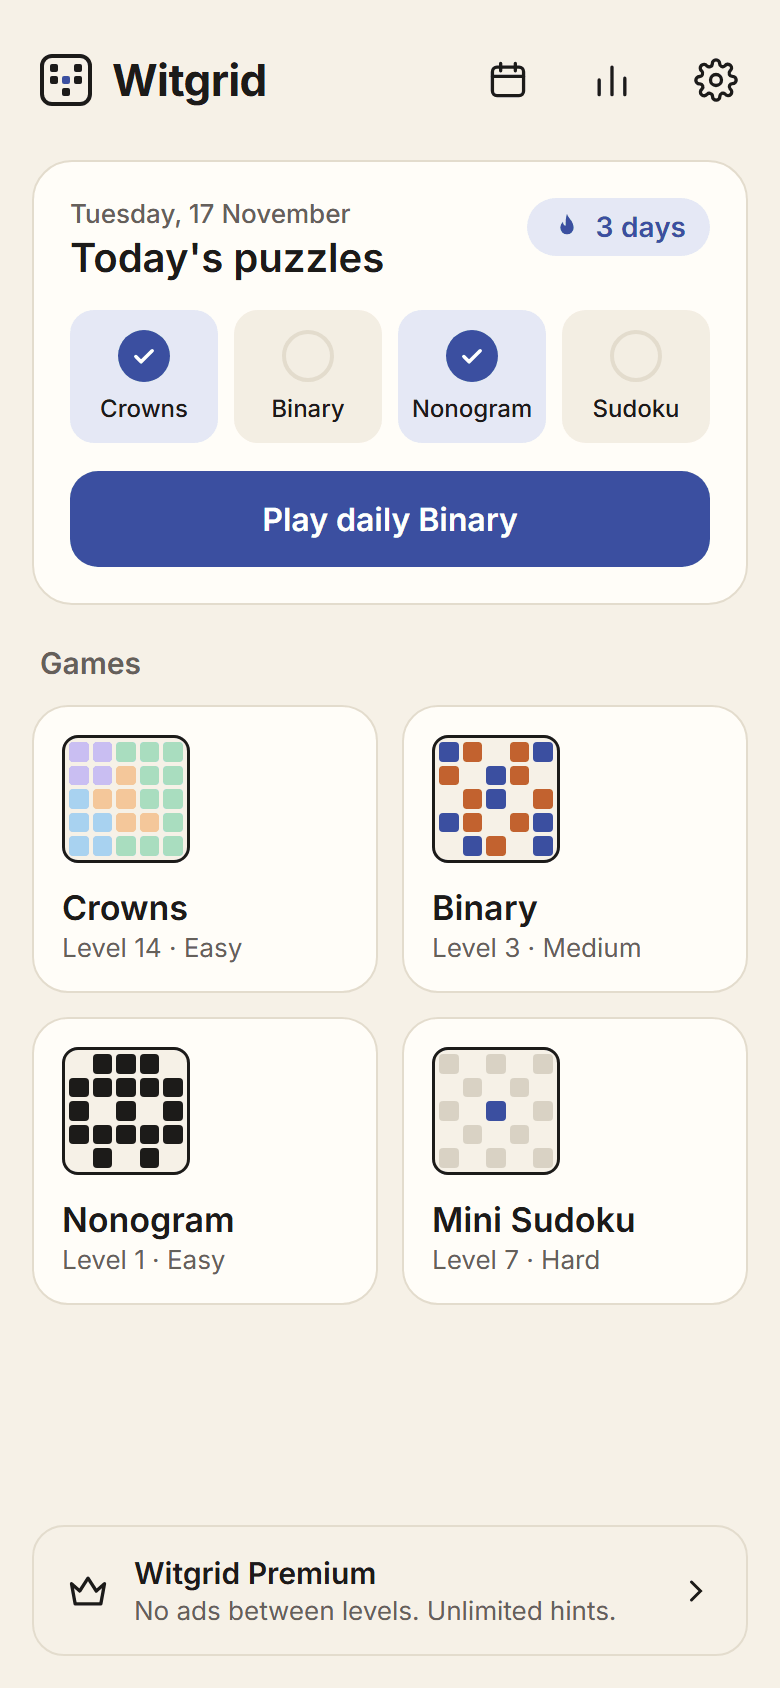 Witgrid
Tuesday, 17 November
Today's puzzles
3 days
Crowns
Binary
Nonogram
Sudoku
Play daily Binary
Games
Crowns
Level 14 · Easy
Binary
Level 3 · Medium
Nonogram
Level 1 · Easy
Mini Sudoku
Level 7 · Hard
Witgrid Premium
No ads between levels. Unlimited hints.